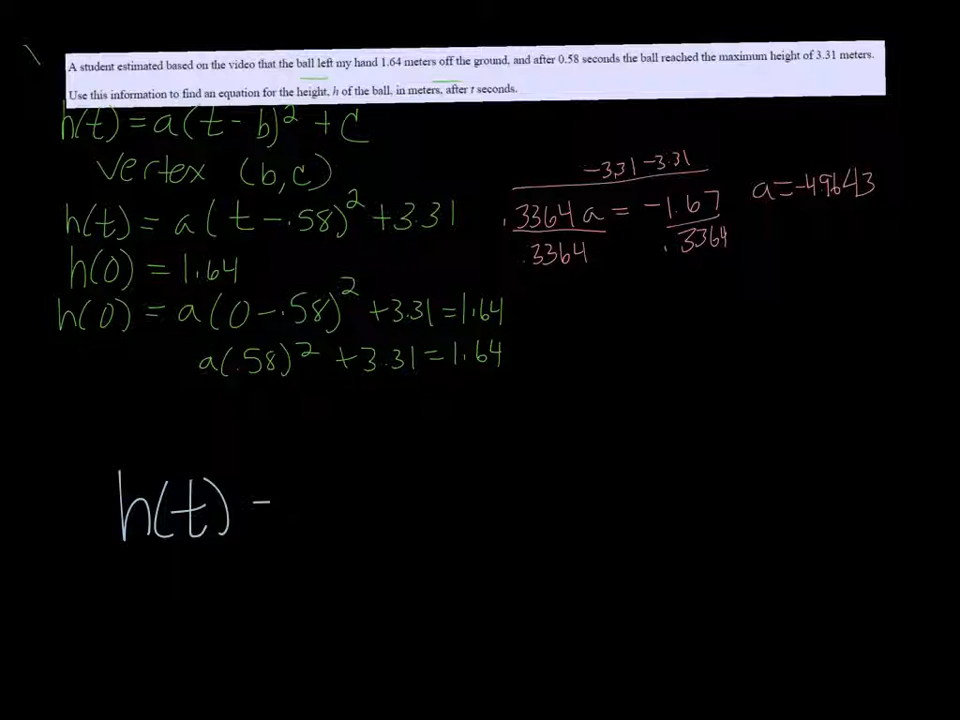 A student estimated based on the video that the ball left my hand 1.64 meters off the ground, and after 0.58 seconds the ball reached the maximum height of 3.31 meters.
Use this information to find an equation for the height, h of the ball, in meters, after t seconds.
h(t) = a(t - b)² + c
Vertex (b,c)
h(t) = a(t - .58)² + 3.31
h(0) = 1.64
h(0) = a(0 - .58)² + 3.31 = 1.64
a(.58)² + 3.31 = 1.64
-3.31 -3.31
.3364 a = -1.67
.3364 .3364
a = -4.9643
h(t) =